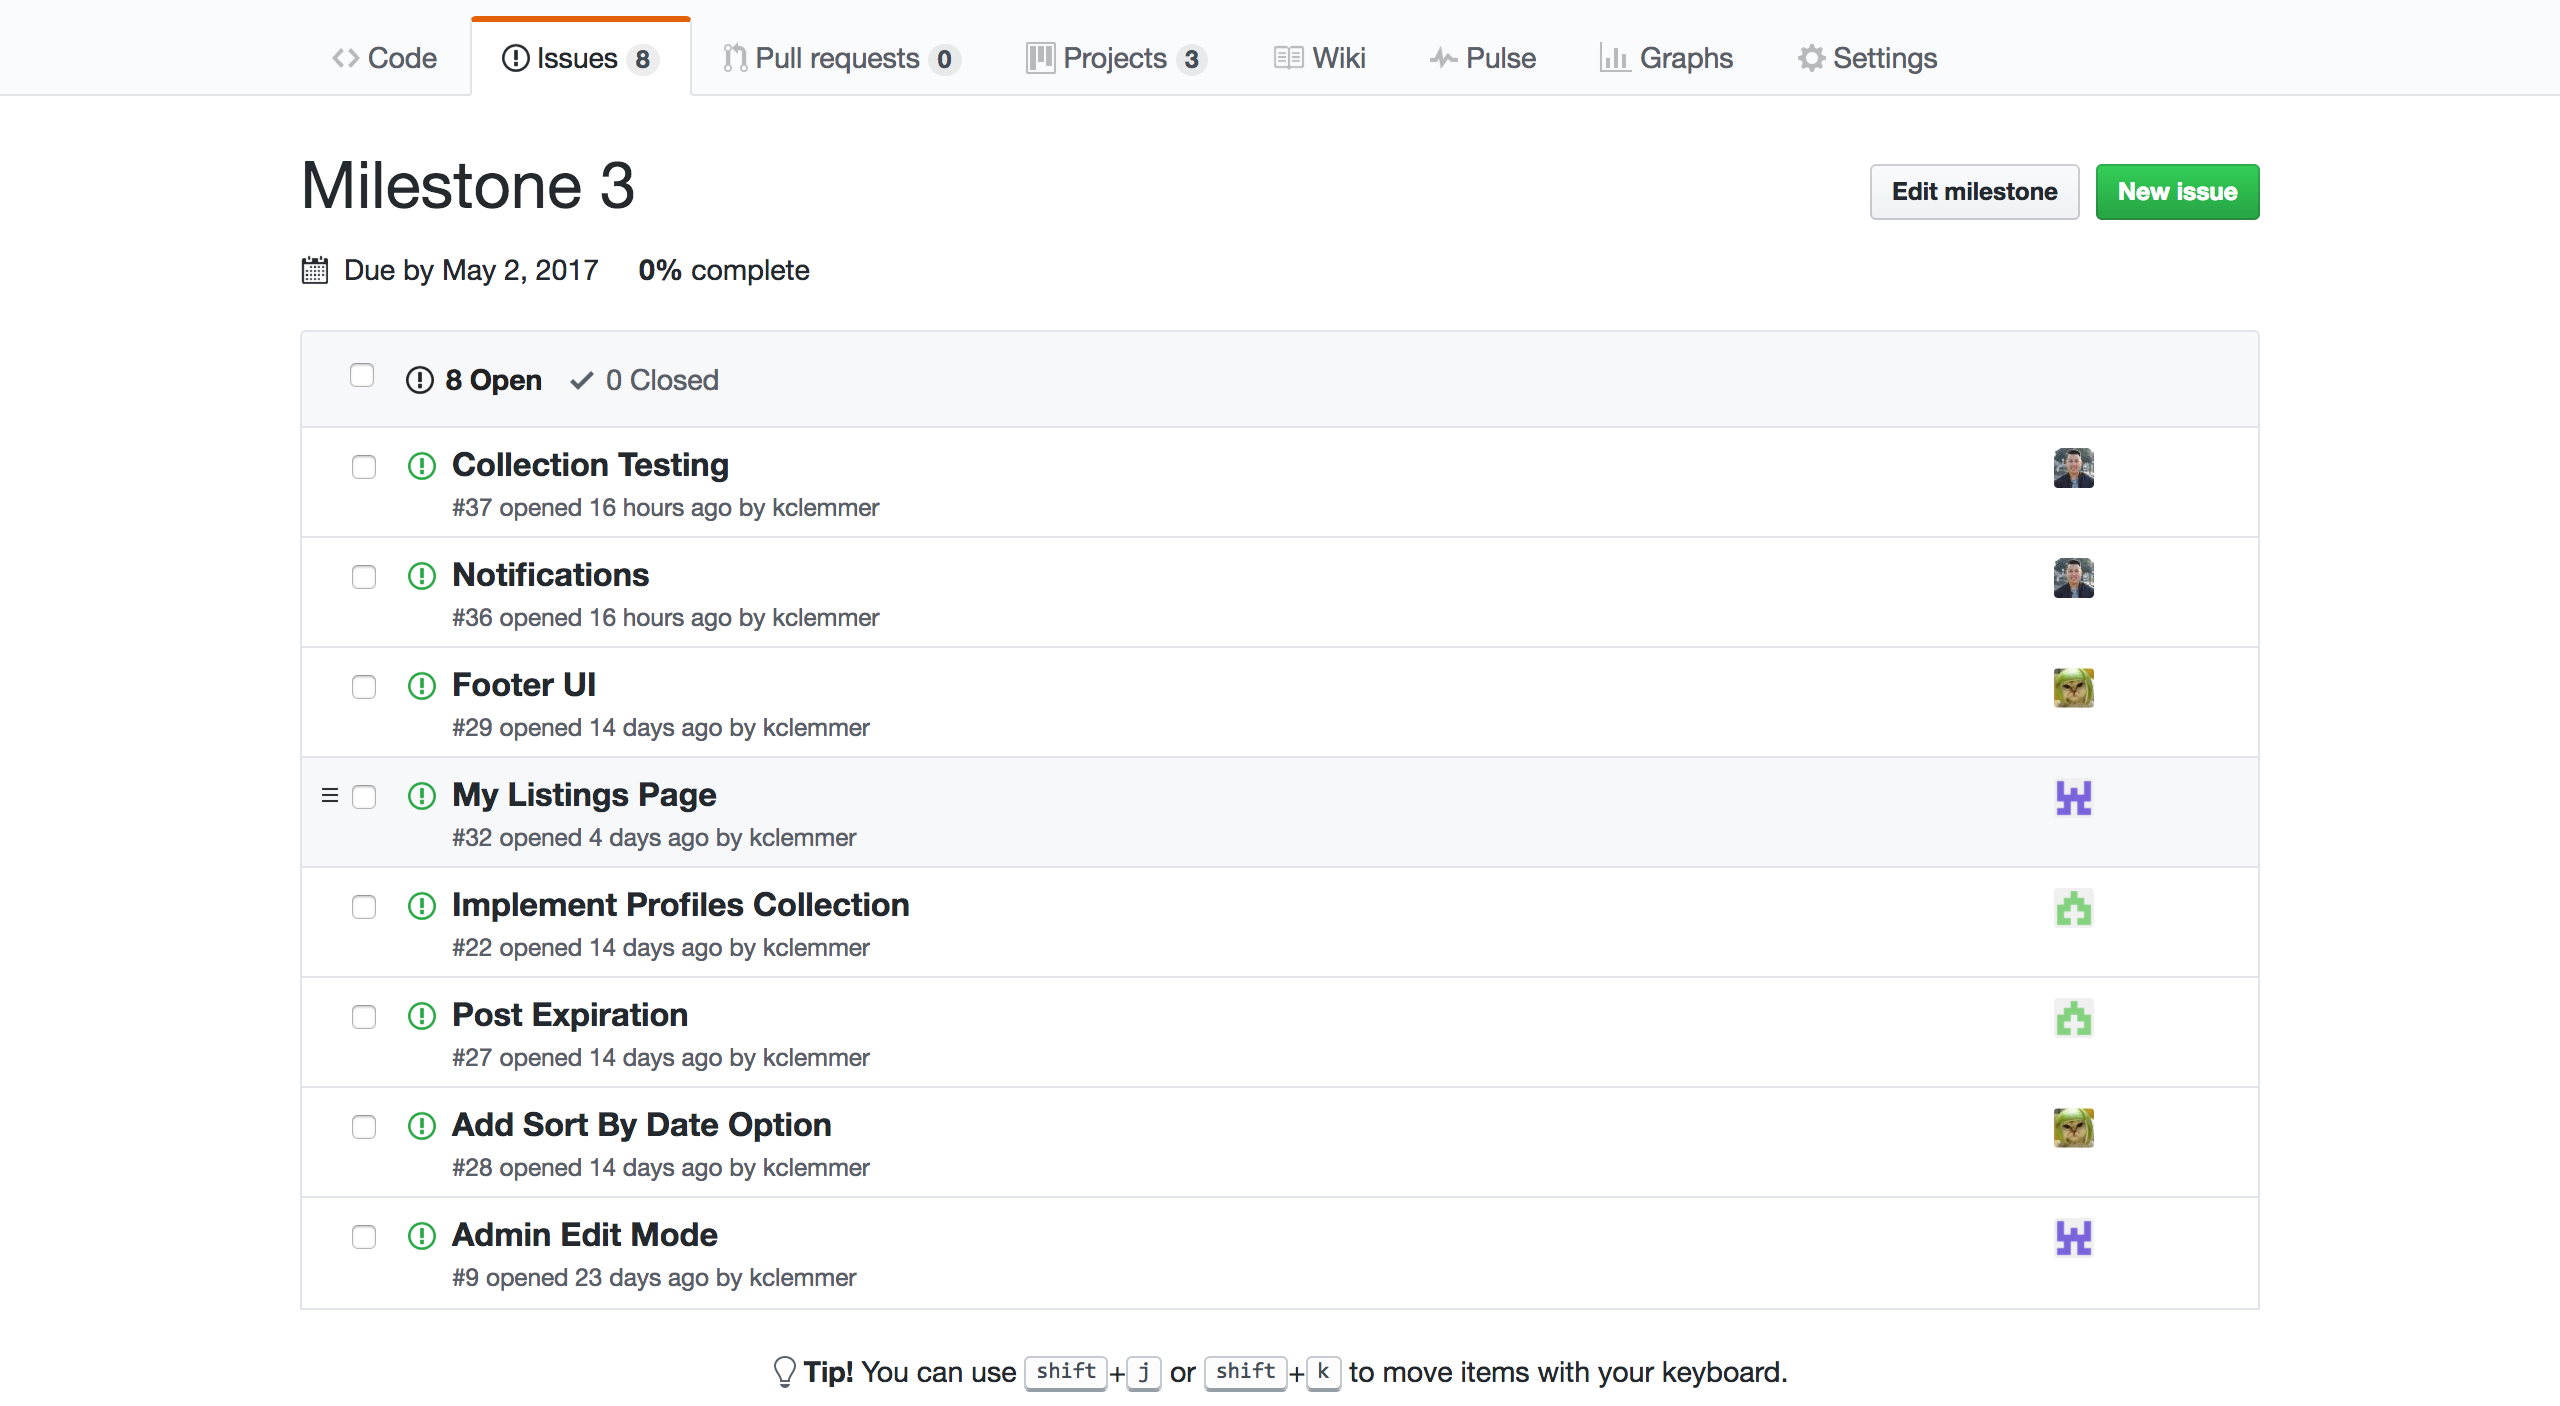 Code Issues 8 Pull requests 0 Projects 3 Wiki Pulse Graphs Settings
Milestone 3
Edit milestone New issue
Due by May 2, 2017 0% complete
8 Open 0 Closed
Collection Testing
#37 opened 16 hours ago by kclemmer
Notifications
#36 opened 16 hours ago by kclemmer
Footer UI
#29 opened 14 days ago by kclemmer
My Listings Page
#32 opened 4 days ago by kclemmer
Implement Profiles Collection
#22 opened 14 days ago by kclemmer
Post Expiration
#27 opened 14 days ago by kclemmer
Add Sort By Date Option
#28 opened 14 days ago by kclemmer
Admin Edit Mode
#9 opened 23 days ago by kclemmer
Tip! You can use shift+j or shift+k to move items with your keyboard.